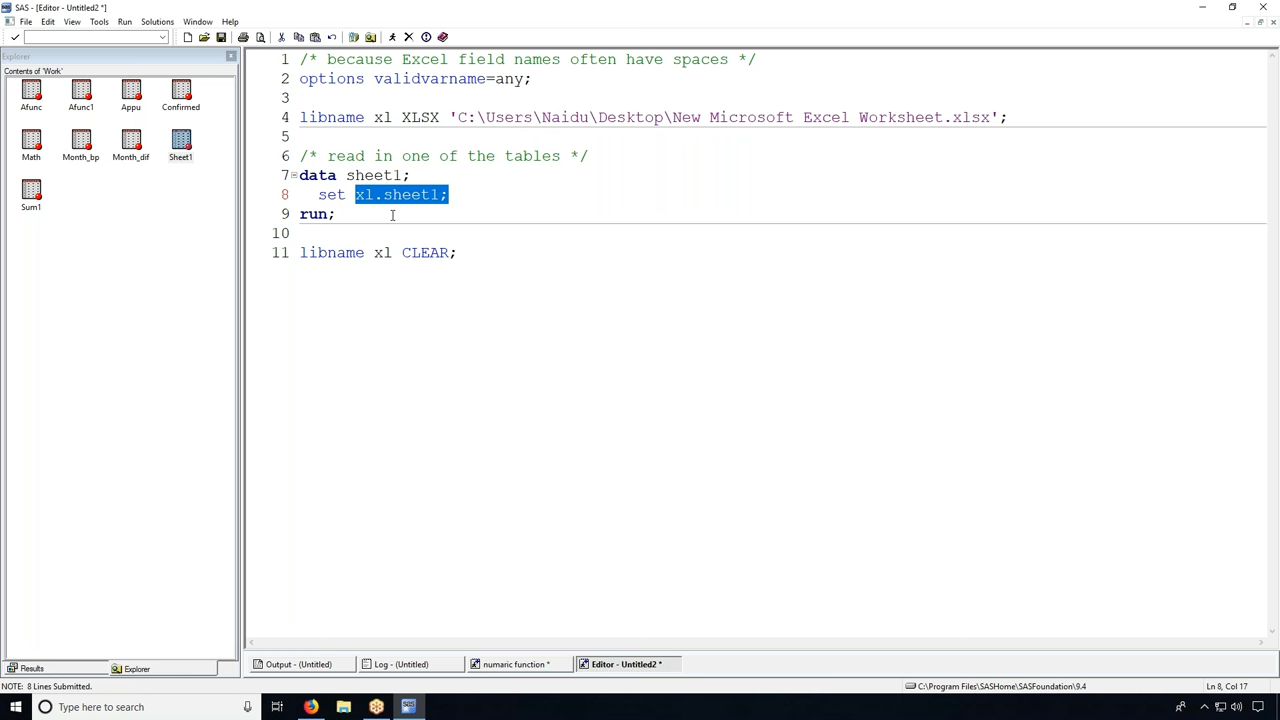 SAS - [Editor - Untitled2 *]
File Edit View Tools Run Solutions Window Help
Explorer
Contents of 'Work'
Afunc Afunc1 Appu Confirmed
Math Month_bp Month_dif Sheet1
Sum1
1 /* because Excel field names often have spaces */
2 options validvarname=any;
3
4 libname xl XLSX 'C:\Users\Naidu\Desktop\New Microsoft Excel Worksheet.xlsx';
5
6 /* read in one of the tables */
7 data sheet1;
8 set xl.sheet1;
9 run;
10
11 libname xl CLEAR;
Results Explorer
Output - (Untitled) Log - (Untitled) numaric function * Editor - Untitled2 *
NOTE: 8 Lines Submitted. C:\Program Files\SASHome\SASFoundation\9.4 Ln 8, Col 17
Type here to search